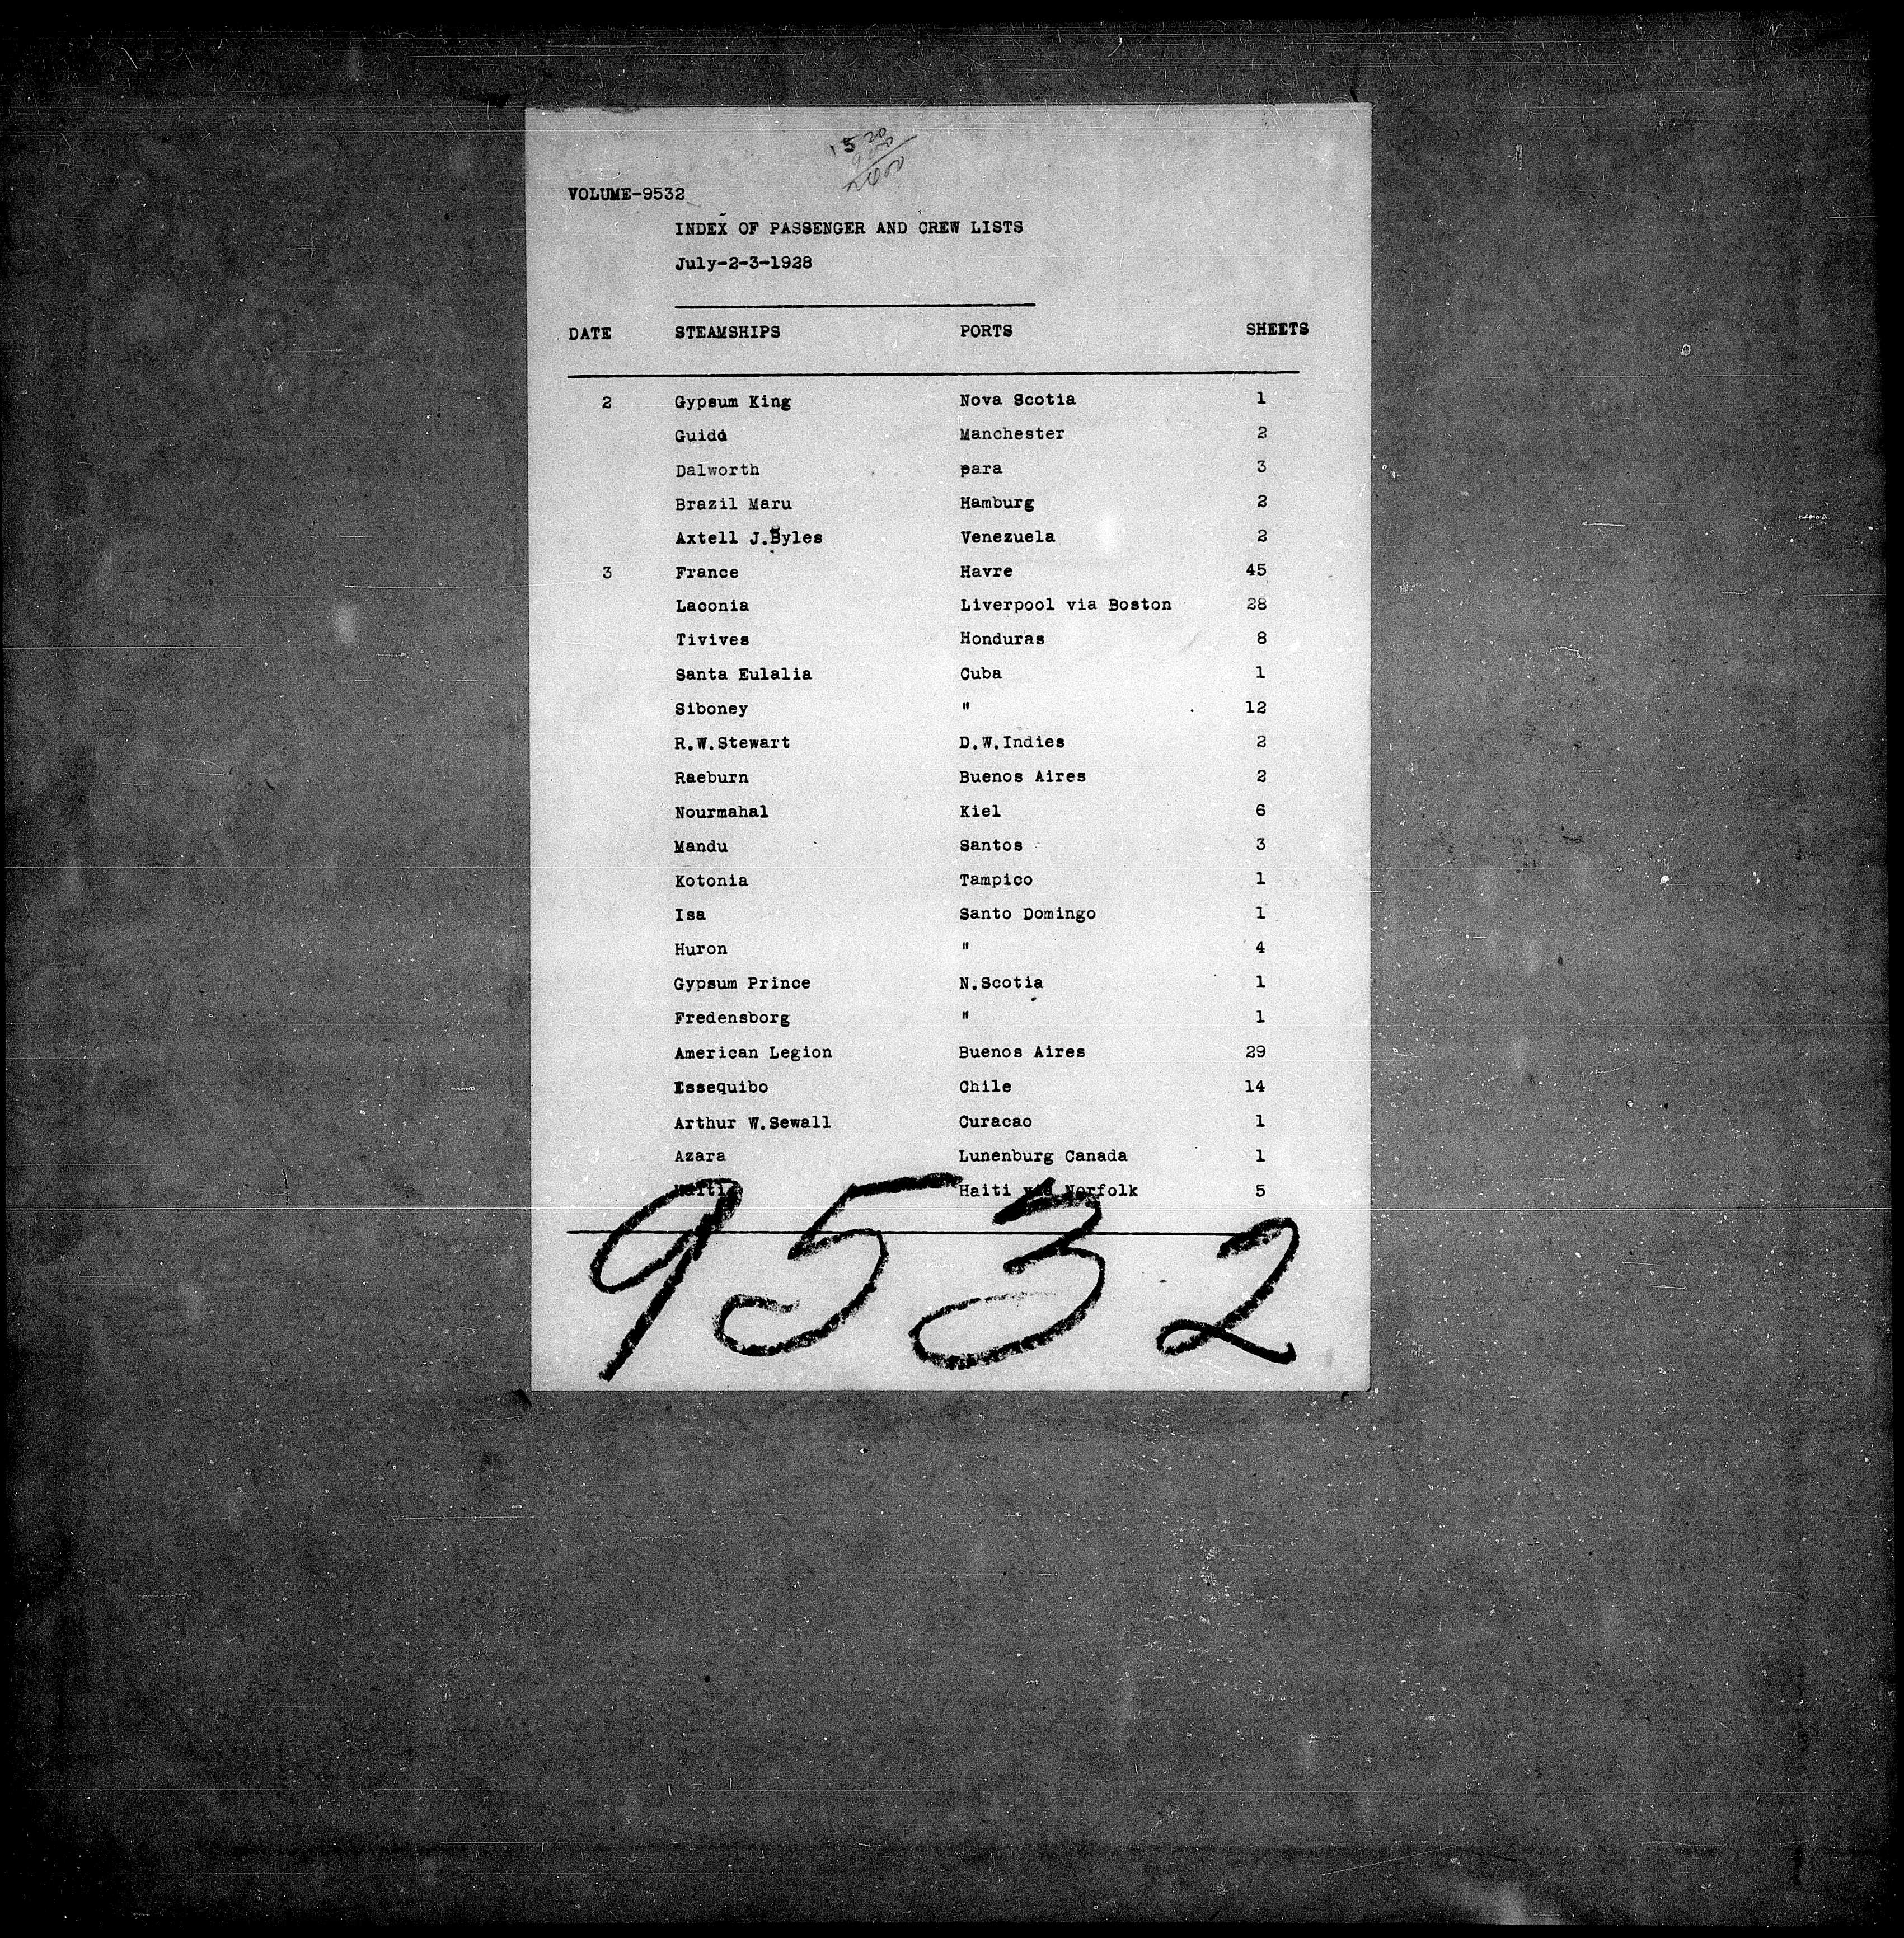 VOLUME-9532
INDEX OF PASSENGER AND CREW LISTS
July-2-3-1928
DATE STEAMSHIPS PORTS SHEETS
2 Gypsum King Nova Scotia 1
Guido Manchester 2
Dalworth para 3
Brazil Maru Hamburg 2
Axtell J.Byles Venezuela 2
3 France Havre 45
Laconia Liverpool via Boston 28
Tivives Honduras 8
Santa Eulalia Cuba 1
Siboney " 12
R.W.Stewart D.W.Indies 2
Raeburn Buenos Aires 2
Nourmahal Kiel 6
Mandu Santos 3
Kotonia Tampico 1
Isa Santo Domingo 1
Huron " 4
Gypsum Prince N.Scotia 1
Fredensborg " 1
American Legion Buenos Aires 29
Essequibo Chile 14
Arthur W.Sewall Curacao 1
Azara Lunenburg Canada 1
Haiti Haiti via Norfolk 5
9532